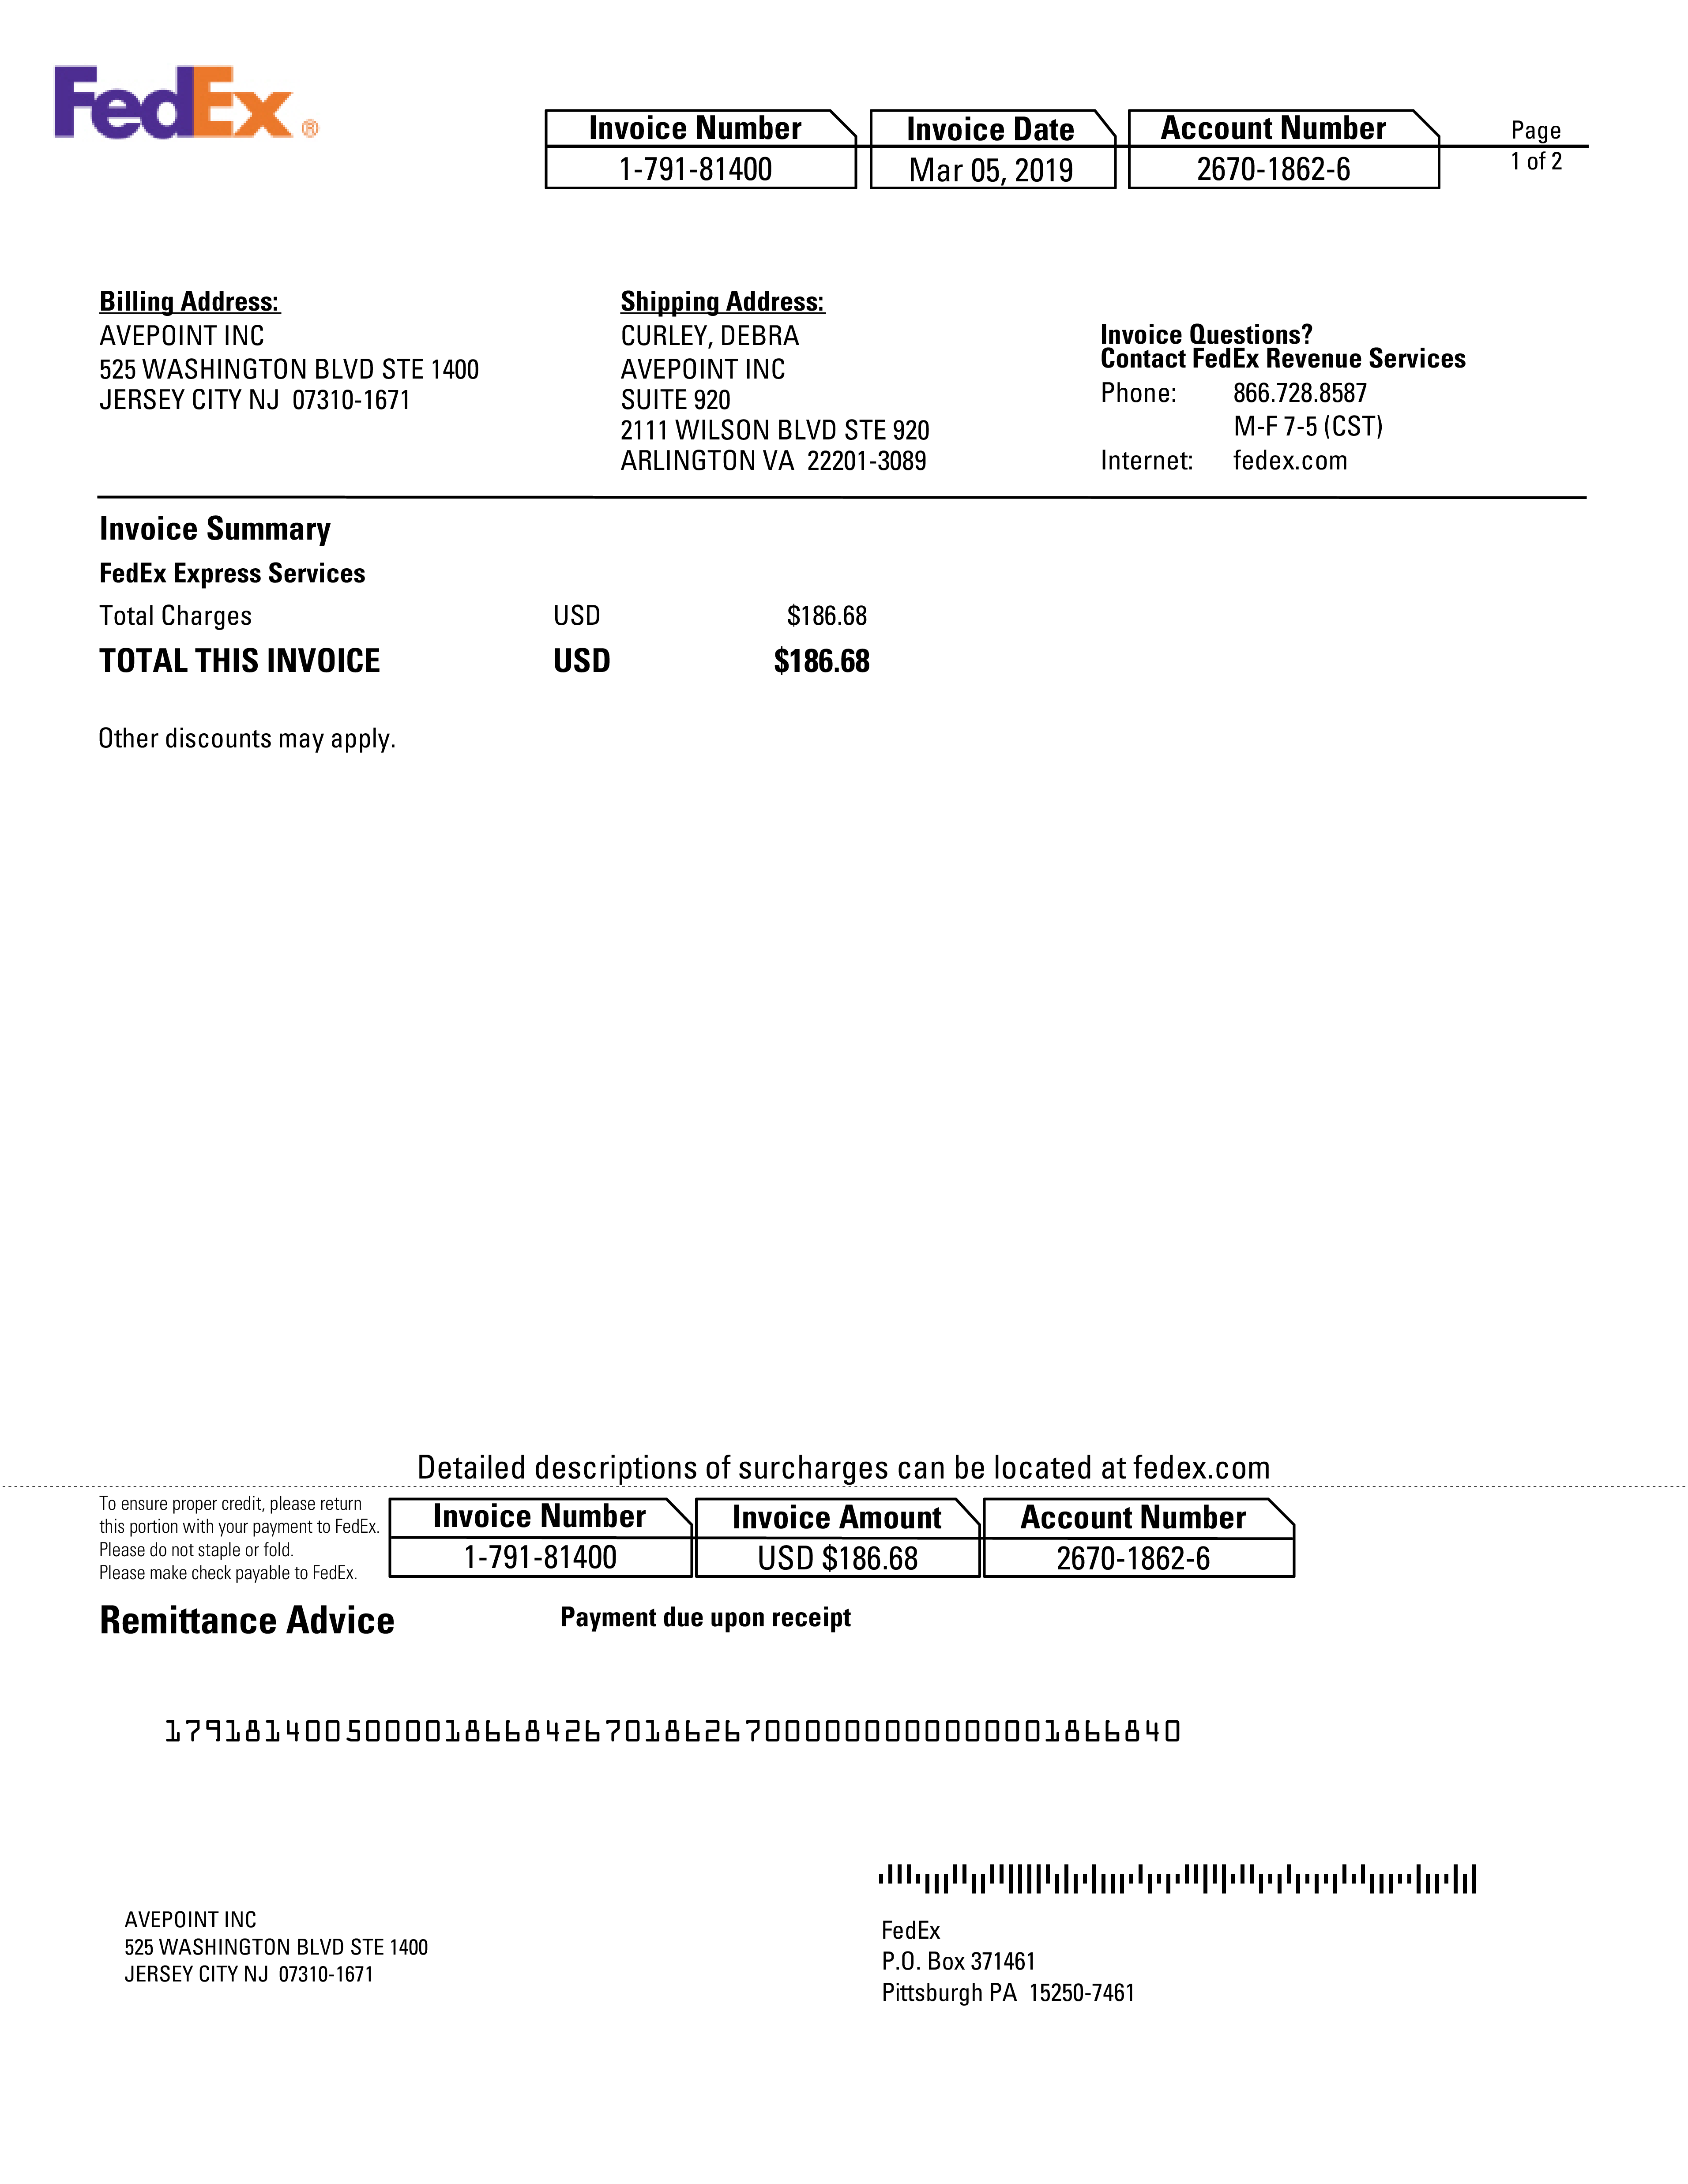 FedEx®
Invoice Number
1-791-81400
Invoice Date
Mar 05, 2019
Account Number
2670-1862-6
Page
1 of 2
Billing Address:
AVEPOINT INC
525 WASHINGTON BLVD STE 1400
JERSEY CITY NJ 07310-1671
Shipping Address:
CURLEY, DEBRA
AVEPOINT INC
SUITE 920
2111 WILSON BLVD STE 920
ARLINGTON VA 22201-3089
Invoice Questions?
Contact FedEx Revenue Services
Phone: 866.728.8587
M-F 7-5 (CST)
Internet: fedex.com
Invoice Summary
FedEx Express Services
Total Charges USD $186.68
TOTAL THIS INVOICE USD $186.68
Other discounts may apply.
Detailed descriptions of surcharges can be located at fedex.com
To ensure proper credit, please return
this portion with your payment to FedEx.
Please do not staple or fold.
Please make check payable to FedEx.
Invoice Number
1-791-81400
Invoice Amount
USD $186.68
Account Number
2670-1862-6
Remittance Advice
Payment due upon receipt
179181400500001866842670186267000000000000001866840
AVEPOINT INC
525 WASHINGTON BLVD STE 1400
JERSEY CITY NJ 07310-1671
FedEx
P.O. Box 371461
Pittsburgh PA 15250-7461